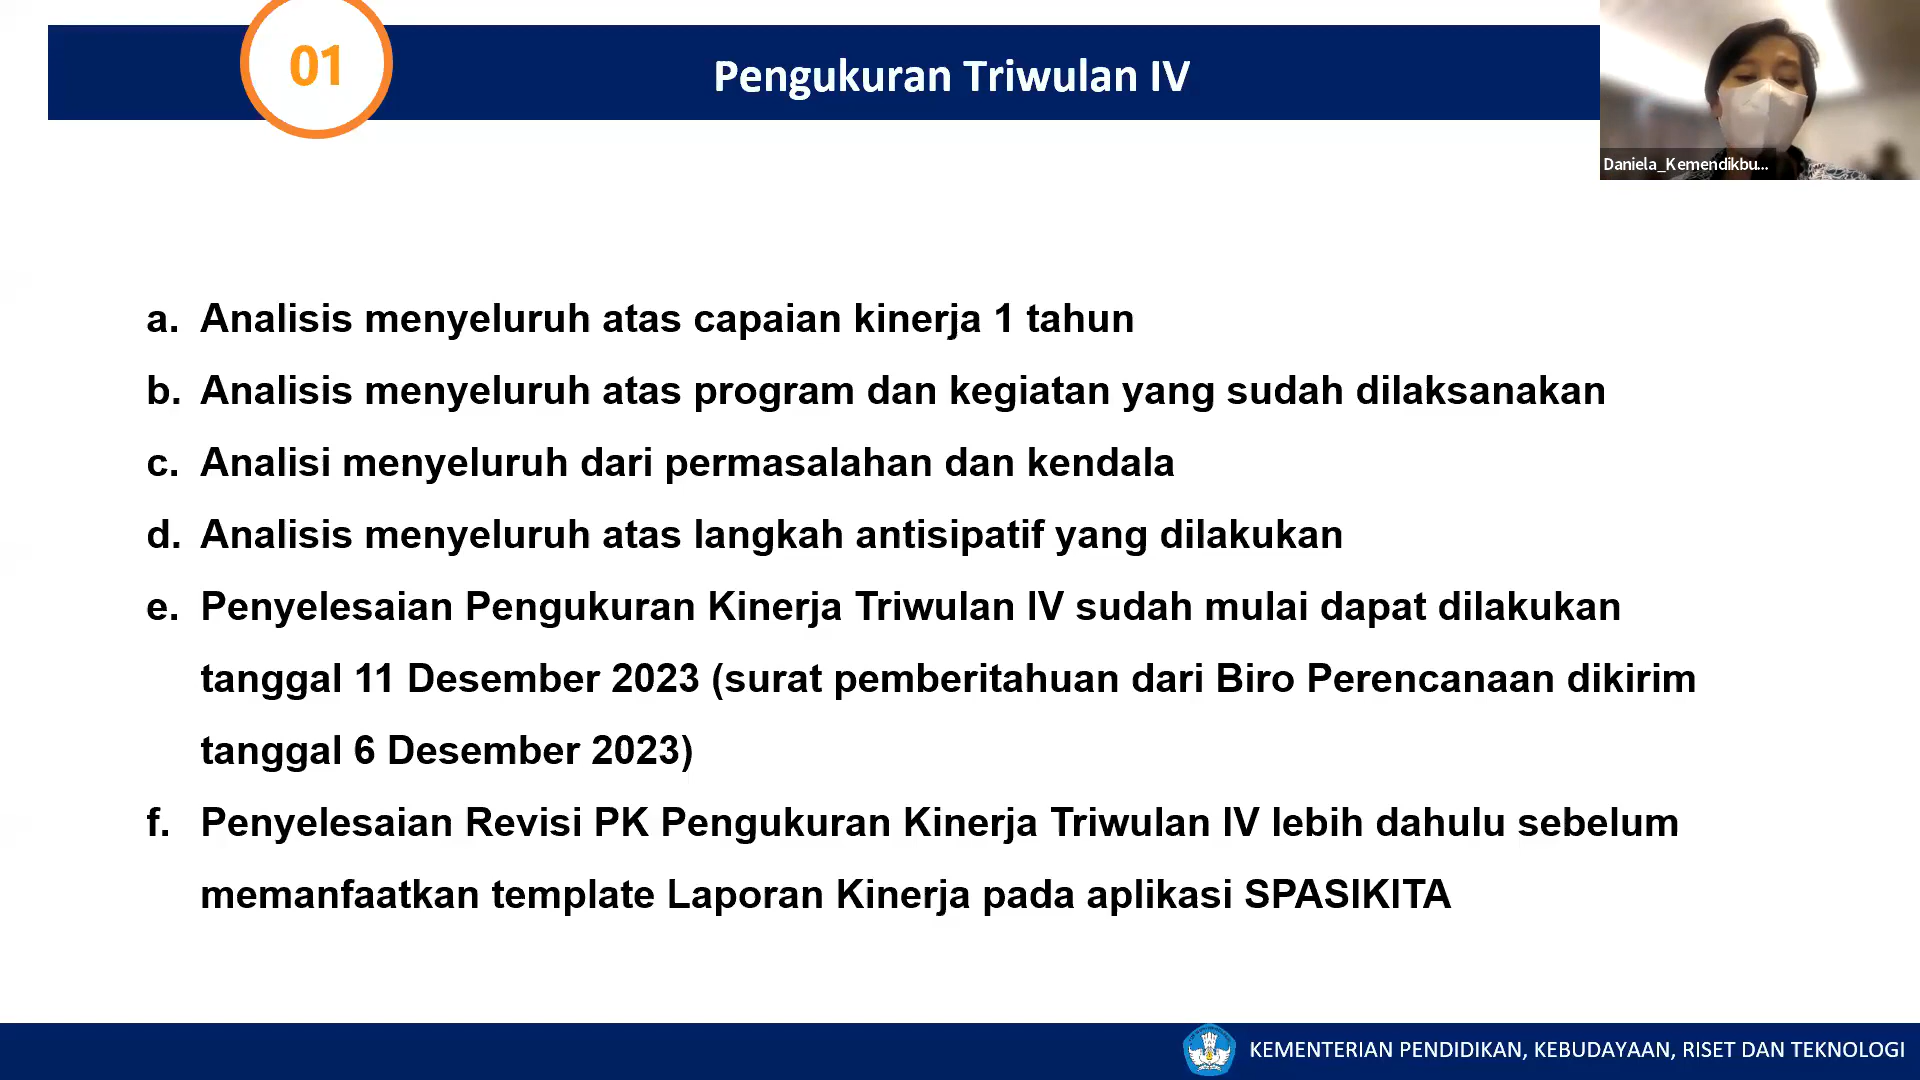 01
Pengukuran Triwulan IV
Daniela_Kemendikbu...
a. Analisis menyeluruh atas capaian kinerja 1 tahun
b. Analisis menyeluruh atas program dan kegiatan yang sudah dilaksanakan
c. Analisi menyeluruh dari permasalahan dan kendala
d. Analisis menyeluruh atas langkah antisipatif yang dilakukan
e. Penyelesaian Pengukuran Kinerja Triwulan IV sudah mulai dapat dilakukan
tanggal 11 Desember 2023 (surat pemberitahuan dari Biro Perencanaan dikirim
tanggal 6 Desember 2023)
f. Penyelesaian Revisi PK Pengukuran Kinerja Triwulan IV lebih dahulu sebelum
memanfaatkan template Laporan Kinerja pada aplikasi SPASIKITA
KEMENTERIAN PENDIDIKAN, KEBUDAYAAN, RISET DAN TEKNOLOGI